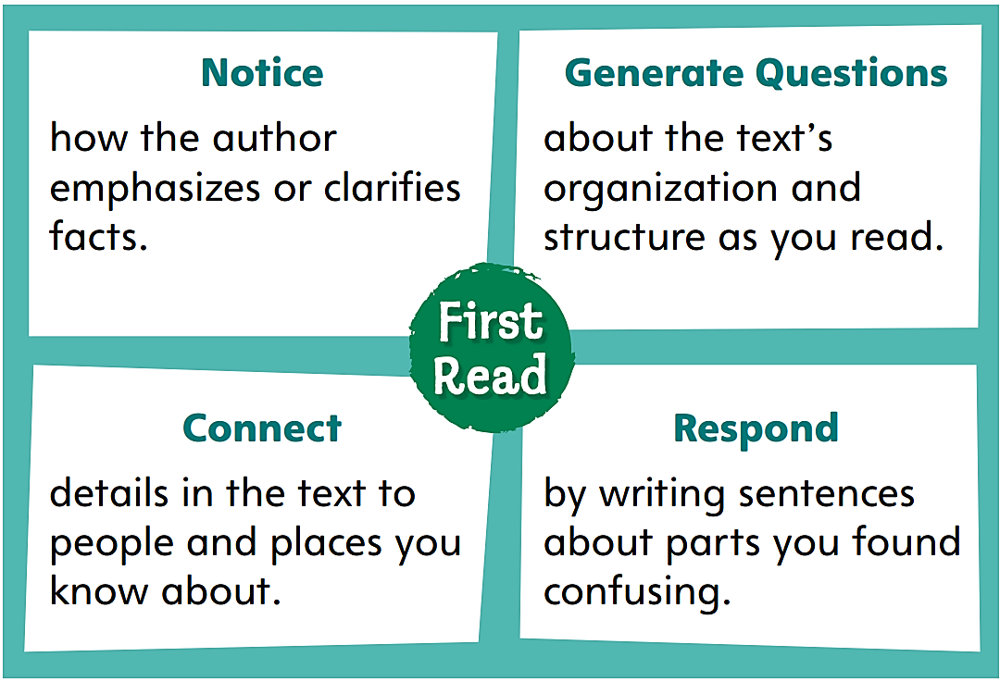 Notice
how the author
emphasizes or clarifies
facts.
Generate Questions
about the text’s
organization and
structure as you read.
First
Read
Connect
details in the text to
people and places you
know about.
Respond
by writing sentences
about parts you found
confusing.